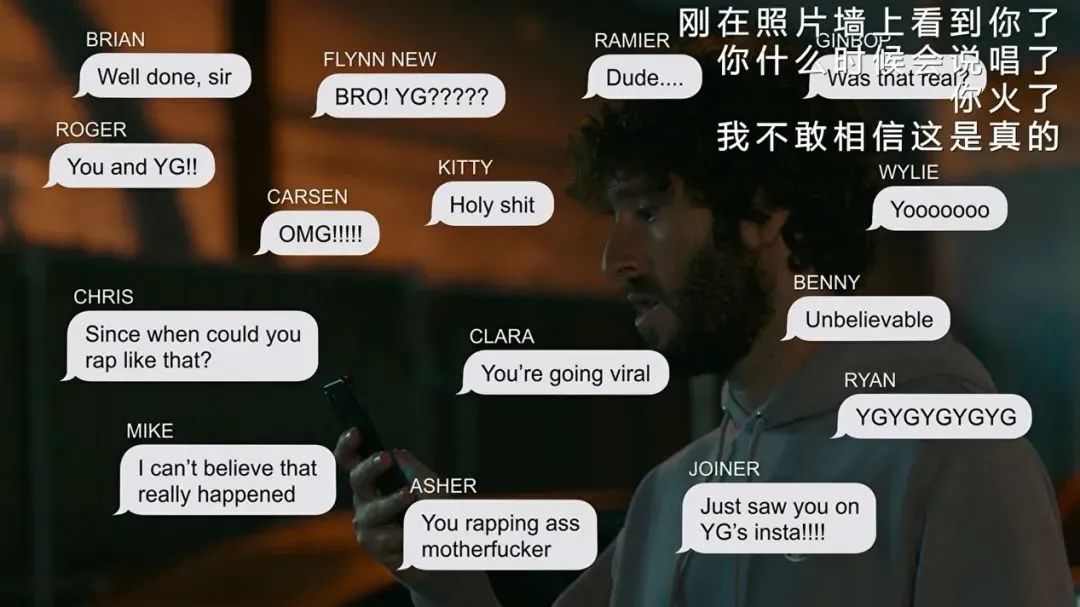 刚在照片墙上看到你了
你什么时候会说唱了
你火了
我不敢相信这是真的
BRIAN
Well done, sir
FLYNN NEW
BRO! YG?????
RAMIER
Dude....
Was that real?
ROGER
You and YG!!
KITTY
Holy shit
WYLIE
Yooooooo
CARSEN
OMG!!!!!
BENNY
Unbelievable
CHRIS
Since when could you
rap like that?
CLARA
You're going viral
RYAN
YGYGYGYGYG
MIKE
I can't believe that
really happened
ASHER
You rapping ass
motherfucker
JOINER
Just saw you on
YG's insta!!!!